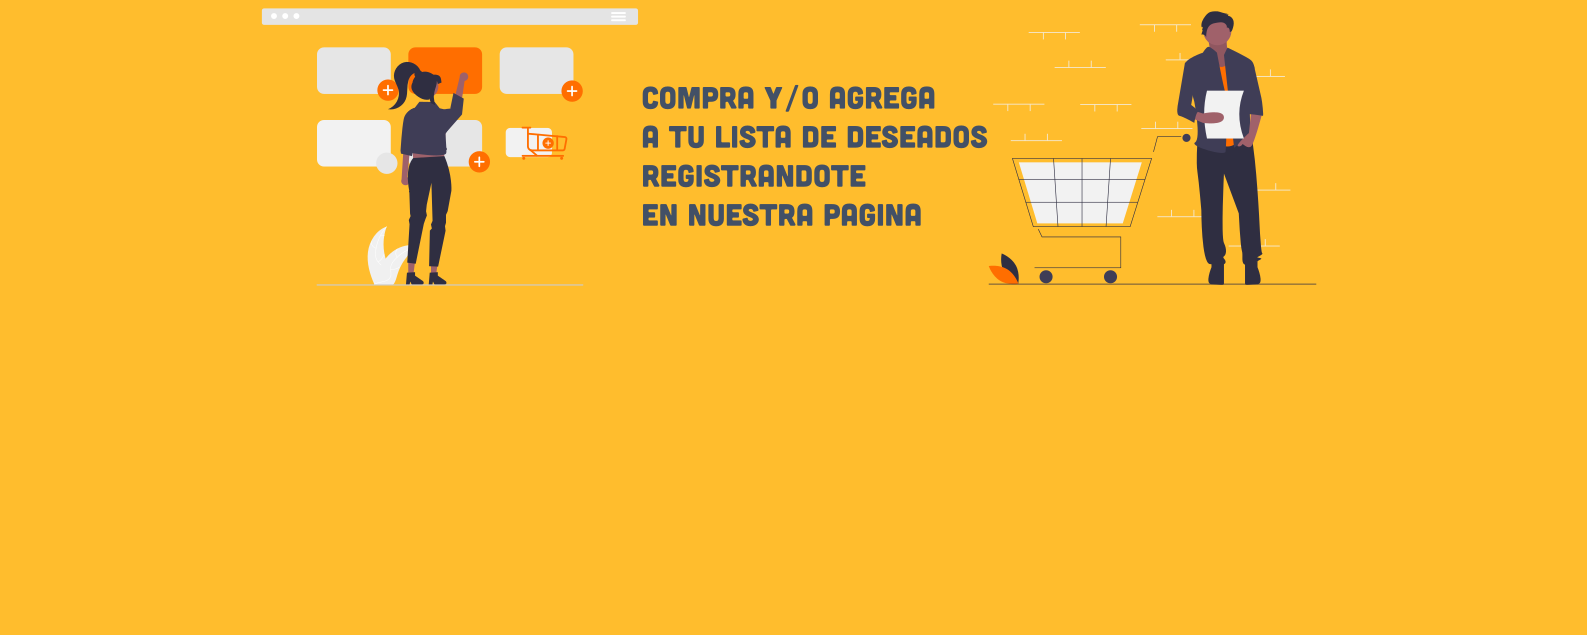 COMPRA Y/O AGREGA
A TU LISTA DE DESEADOS
REGISTRANDOTE
EN NUESTRA PAGINA